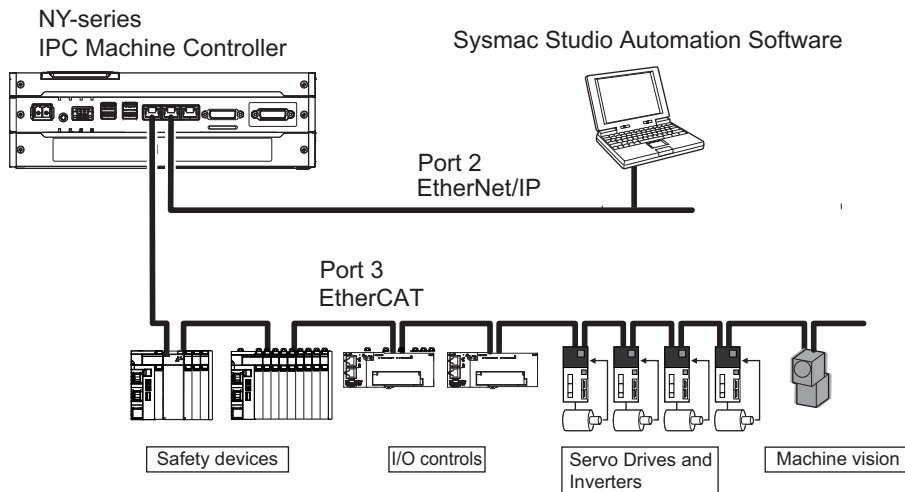 NY-series
IPC Machine Controller
Sysmac Studio Automation Software
Port 2
EtherNet/IP
Port 3
EtherCAT
Safety devices
I/O controls
Servo Drives and
Inverters
Machine vision